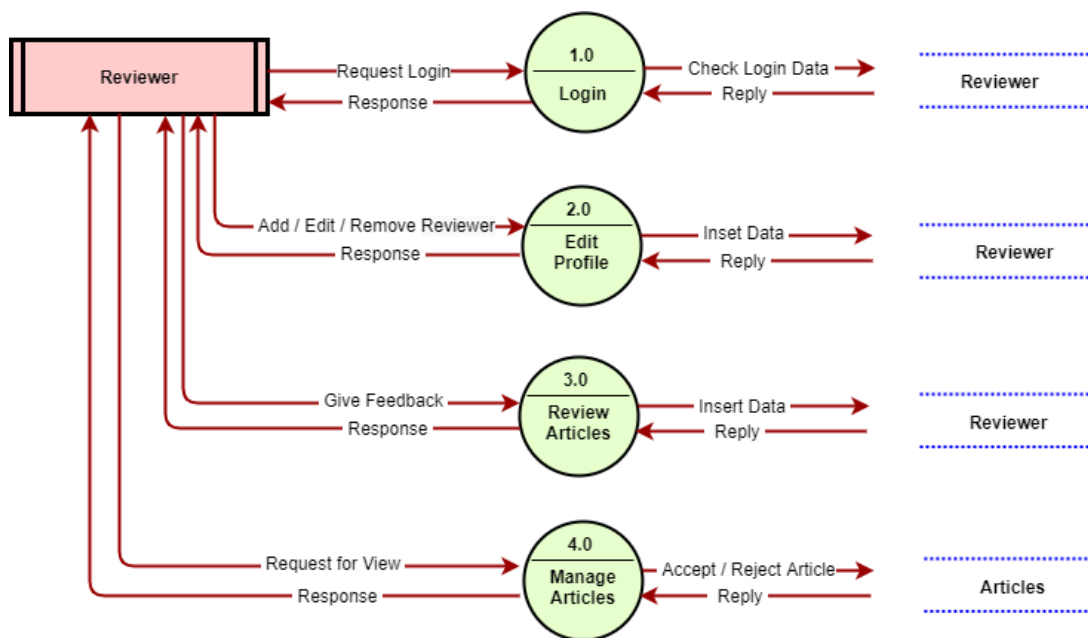 Reviewer
Request Login
Response
1.0
Login
Check Login Data
Reply
Reviewer
Add / Edit / Remove Reviewer
Response
2.0
Edit
Profile
Inset Data
Reply
Reviewer
Give Feedback
Response
3.0
Review
Articles
Insert Data
Reply
Reviewer
Request for View
Response
4.0
Manage
Articles
Accept / Reject Article
Reply
Articles